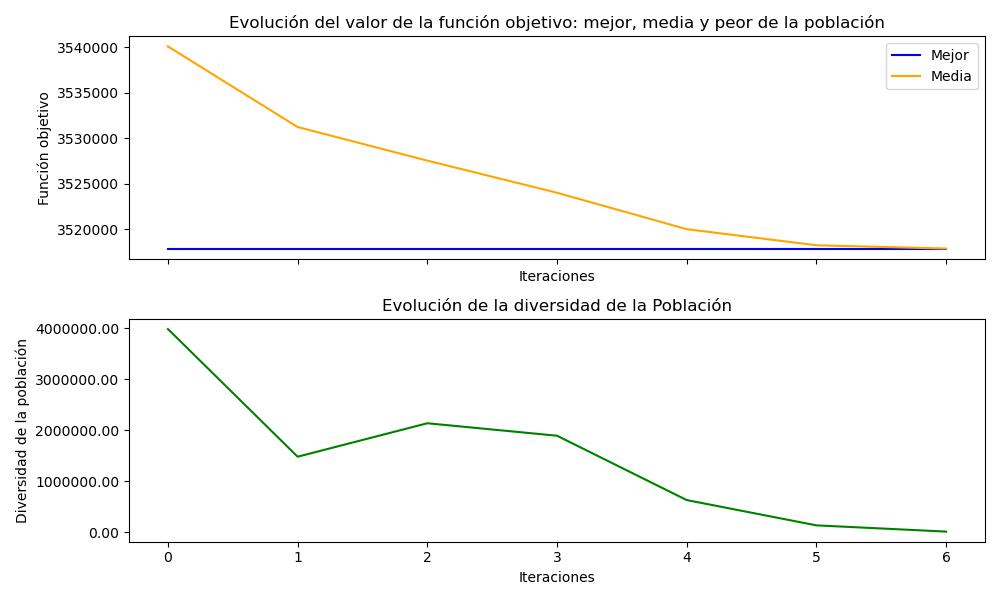 Evolución del valor de la función objetivo: mejor, media y peor de la población
3540000
3535000
3530000
3525000
3520000
Función objetivo
Mejor
Media
Iteraciones
Evolución de la diversidad de la Población
4000000.00
3000000.00
2000000.00
1000000.00
0.00
Diversidad de la población
0 1 2 3 4 5 6
Iteraciones